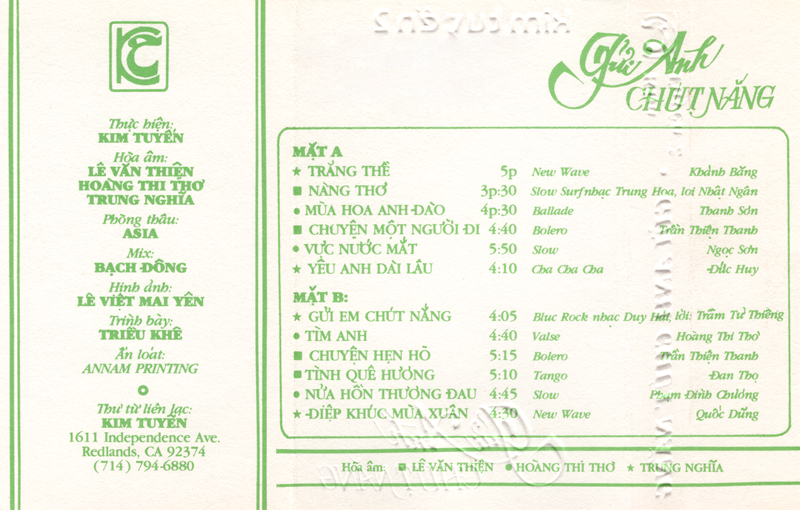 Thực hiện:
KIM TUYẾN
Hòa âm:
LÊ VĂN THIỆN
HOÀNG THI THƠ
TRUNG NGHĨA
Phòng thâu:
ASIA
Mix:
BẠCH ĐÔNG
Hình ảnh:
LÊ VIỆT MAI YÊN
Trình bày:
TRIỀU KHÊ
Ấn loát:
ANNAM PRINTING
Thư từ liên lạc:
KIM TUYẾN
1611 Independence Ave.
Redlands, CA 92374
(714) 794-6880
kim tuyến 2
Gửi Anh
CHÚT NẮNG
MẶT A
★ TRĂNG THỀ 5p New Wave Khánh Băng
■ NÀNG THƠ 3p:30 Slow Surf nhạc Trung Hoa, lời Nhật Ngân
● MÙA HOA ANH ĐÀO 4p:30 Ballade Thanh Sơn
■ CHUYỆN MỘT NGƯỜI ĐI 4:40 Bolero Trần Thiện Thanh
● VỰC NƯỚC MẮT 5:50 Slow Ngọc Sơn
★ YÊU ANH DÀI LÂU 4:10 Cha Cha Cha Đức Huy
MẶT B:
★ GỬI EM CHÚT NẮNG 4:05 Bluc Rock nhạc Duy Hải, lời: Trầm Tử Thiêng
● TÌM ANH 4:40 Valse Hoàng Thi Thơ
■ CHUYỆN HẸN HÒ 5:15 Bolero Trần Thiện Thanh
■ TÌNH QUÊ HƯƠNG 5:10 Tango Đan Thọ
● NỬA HỒN THƯƠNG ĐAU 4:45 Slow Phạm Đình Chương
★ ĐIỆP KHÚC MÙA XUÂN 4:30 New Wave Quốc Dũng
Hòa âm: ■ LÊ VĂN THIỆN ● HOÀNG THI THƠ ★ TRUNG NGHĨA
Gửi Anh
CHÚT NẮNG